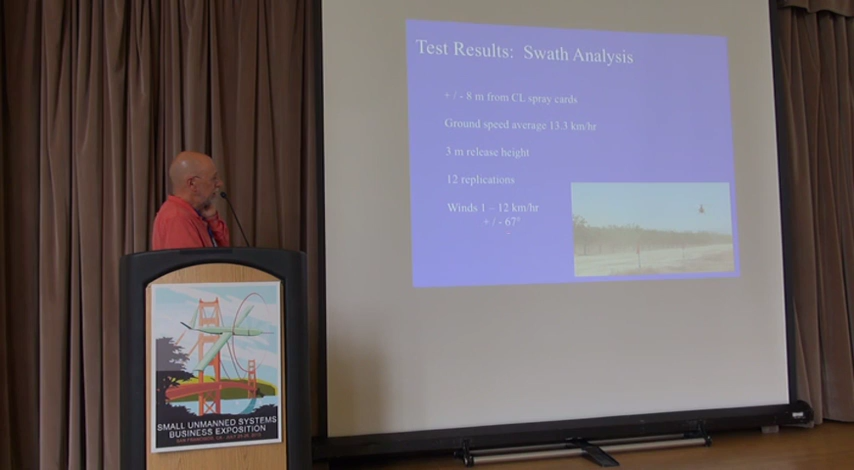 Test Results: Swath Analysis
+ / - 8 m from CL spray cards
Ground speed average 13.3 km/hr
3 m release height
12 replications
Winds 1 – 12 km/hr
+ / - 67°
SMALL UNMANNED SYSTEMS
BUSINESS EXPOSITION